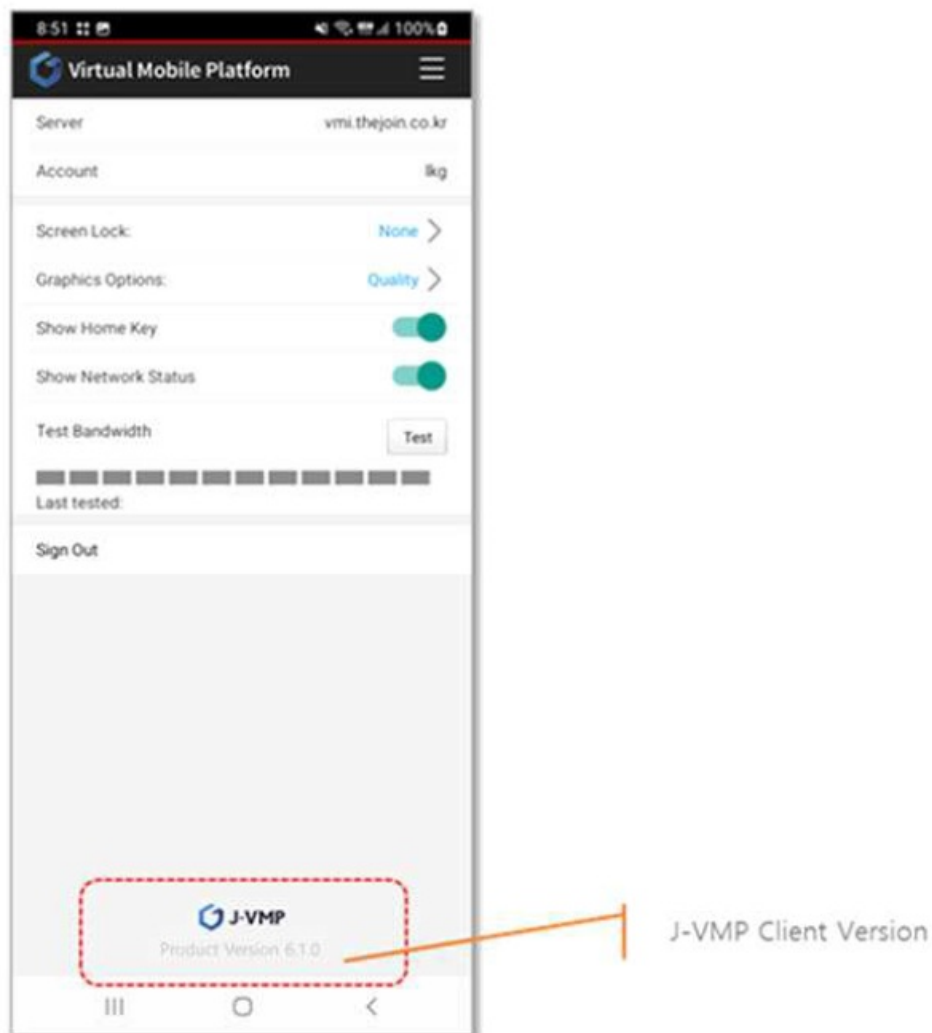 8:51 100%
Virtual Mobile Platform
Server vmi.thejoin.co.kr
Account lkg
Screen Lock: None
Graphics Options: Quality
Show Home Key
Show Network Status
Test Bandwidth Test
Last tested:
Sign Out
J-VMP
Product Version 6.1.0
J-VMP Client Version